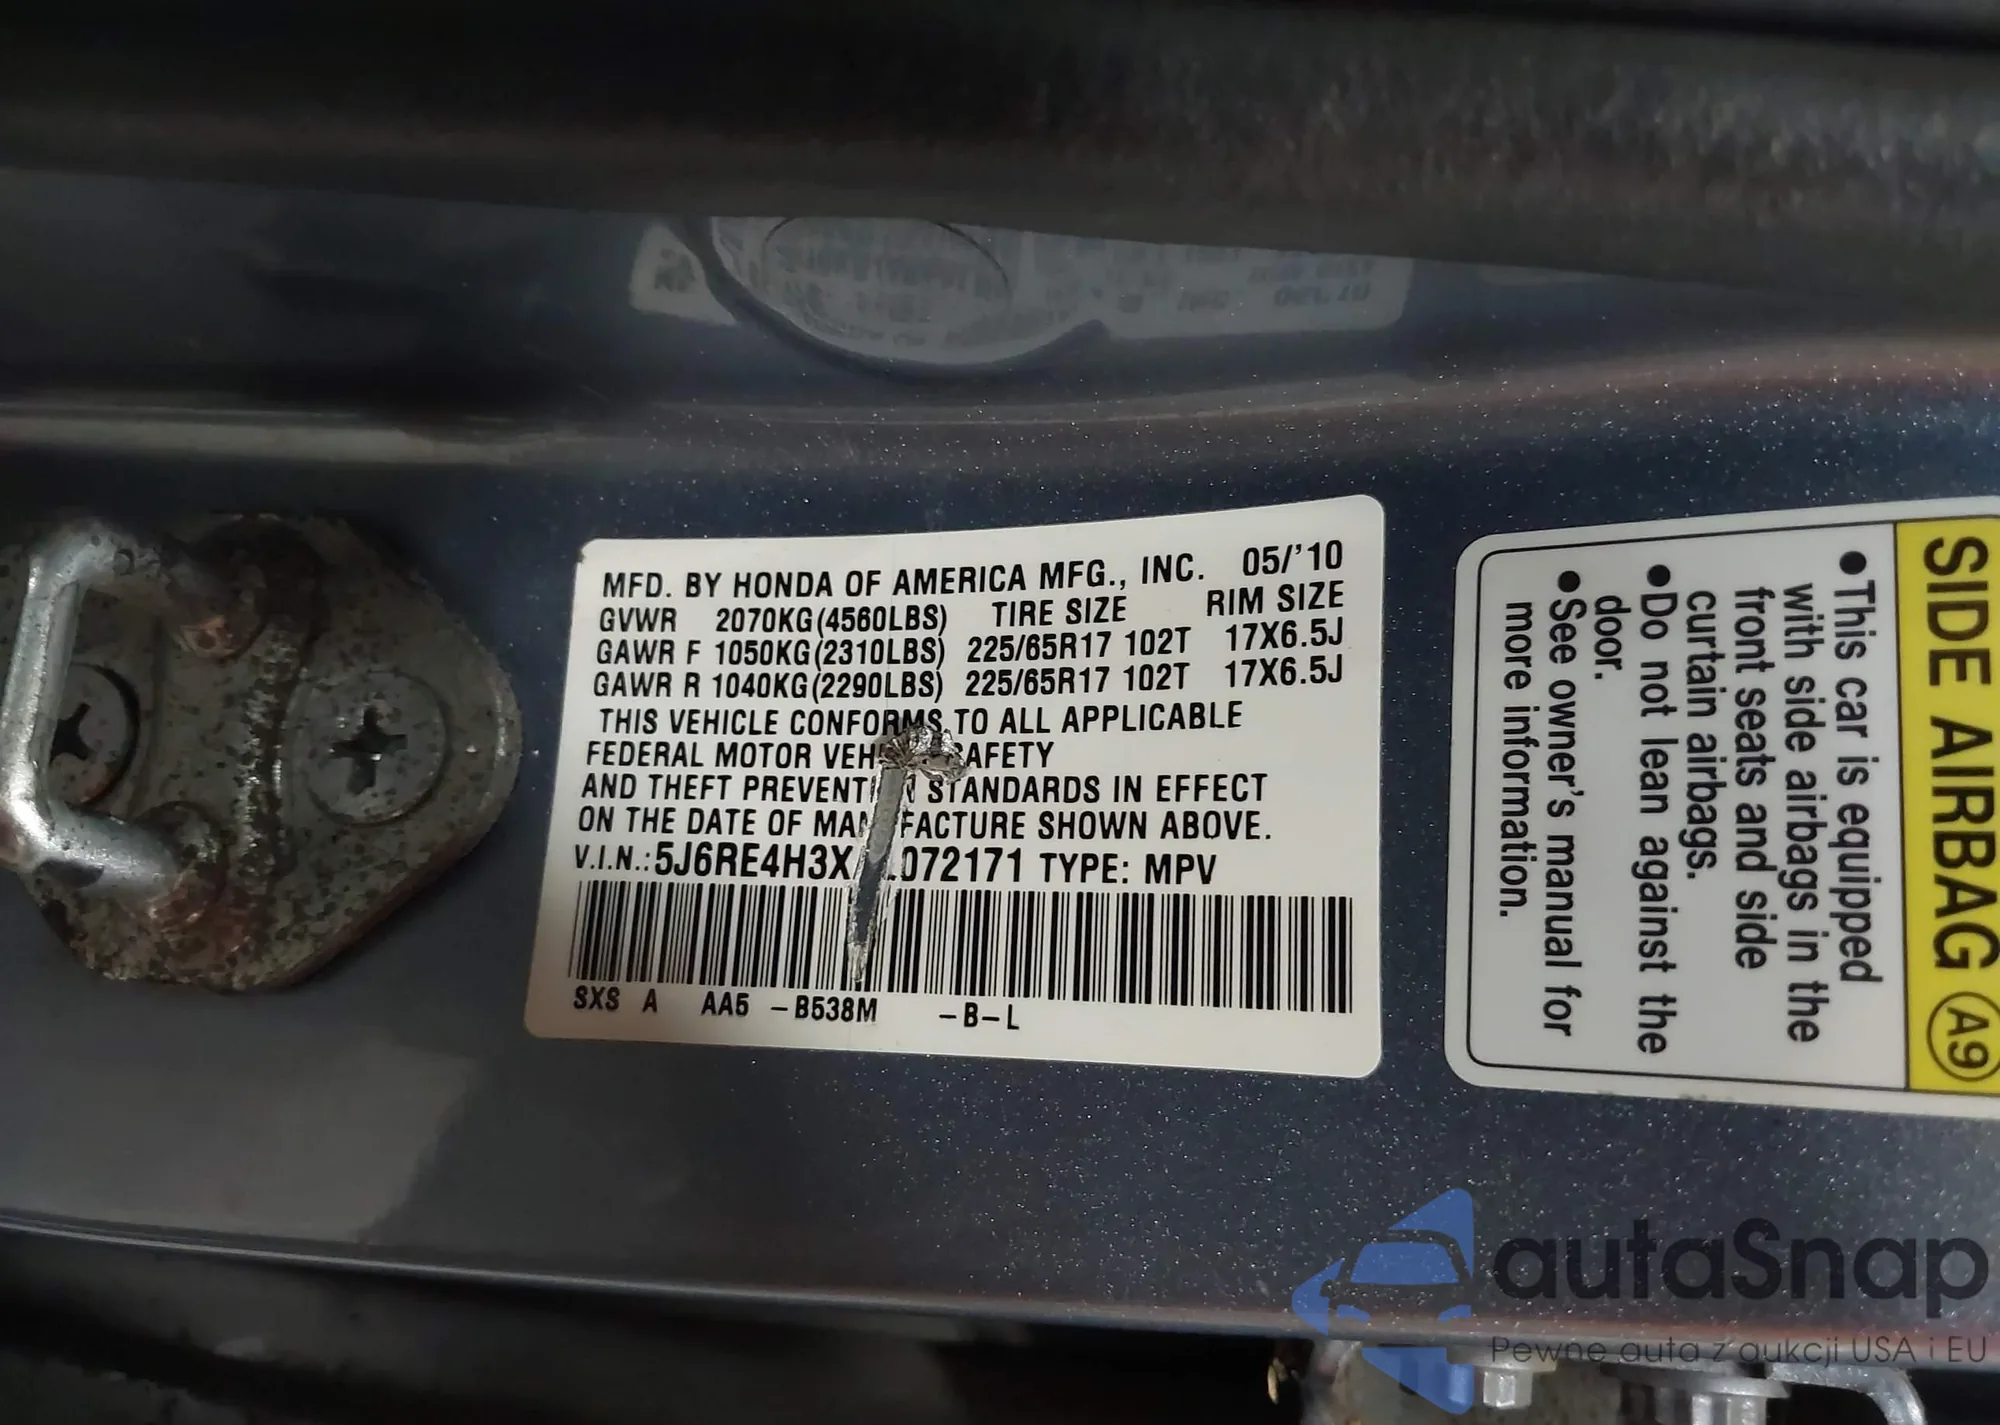 MFD. BY HONDA OF AMERICA MFG., INC. 05/'10
GVWR 2070KG(4560LBS) TIRE SIZE RIM SIZE
GAWR F 1050KG(2310LBS) 225/65R17 102T 17X6.5J
GAWR R 1040KG(2290LBS) 225/65R17 102T 17X6.5J
THIS VEHICLE CONFORMS TO ALL APPLICABLE
FEDERAL MOTOR VEH AFETY
AND THEFT PREVENT STANDARDS IN EFFECT
ON THE DATE OF MAN FACTURE SHOWN ABOVE.
V.I.N.:5J6RE4H3X 072171 TYPE: MPV
SXS A AA5 -B538M -B-L
SIDE AIRBAG A9
●This car is equipped
with side airbags in the
front seats and side
curtain airbags.
●Do not lean against the
door.
●See owner's manual for
more information.
autaSnap
Pewne auta z aukcji USA i EU